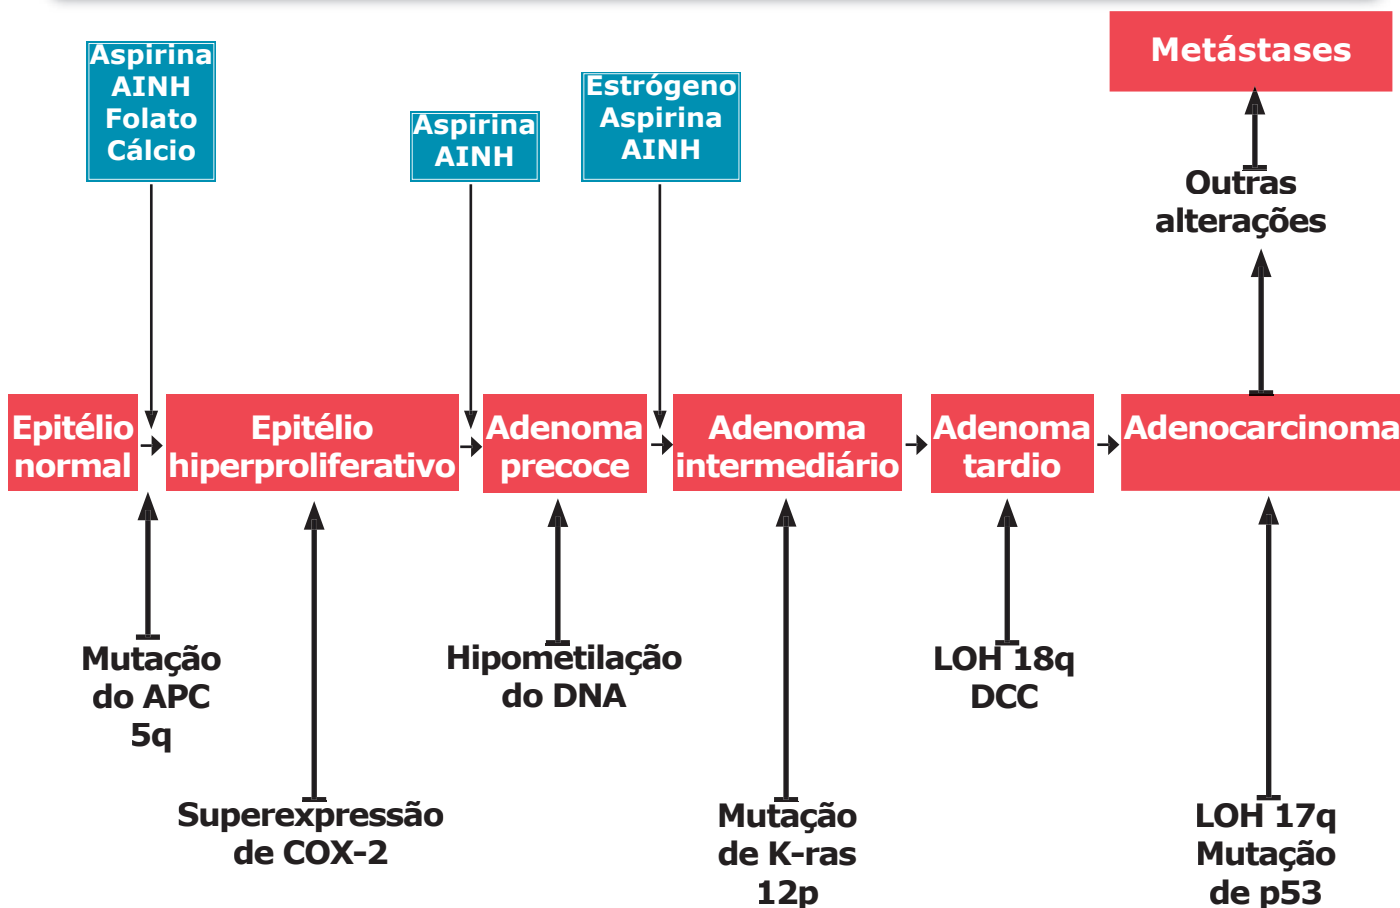 Metástases
Aspirina
AINH
Folato
Cálcio
Aspirina
AINH
Estrógeno
Aspirina
AINH
Outras
alterações
Epitélio
normal
Epitélio
hiperproliferativo
Adenoma
precoce
Adenoma
intermediário
Adenoma
tardio
Adenocarcinoma
Mutação
do APC
5q
Superexpressão
de COX-2
Hipometilação
do DNA
Mutação
de K-ras
12p
LOH 18q
DCC
LOH 17q
Mutação
de p53